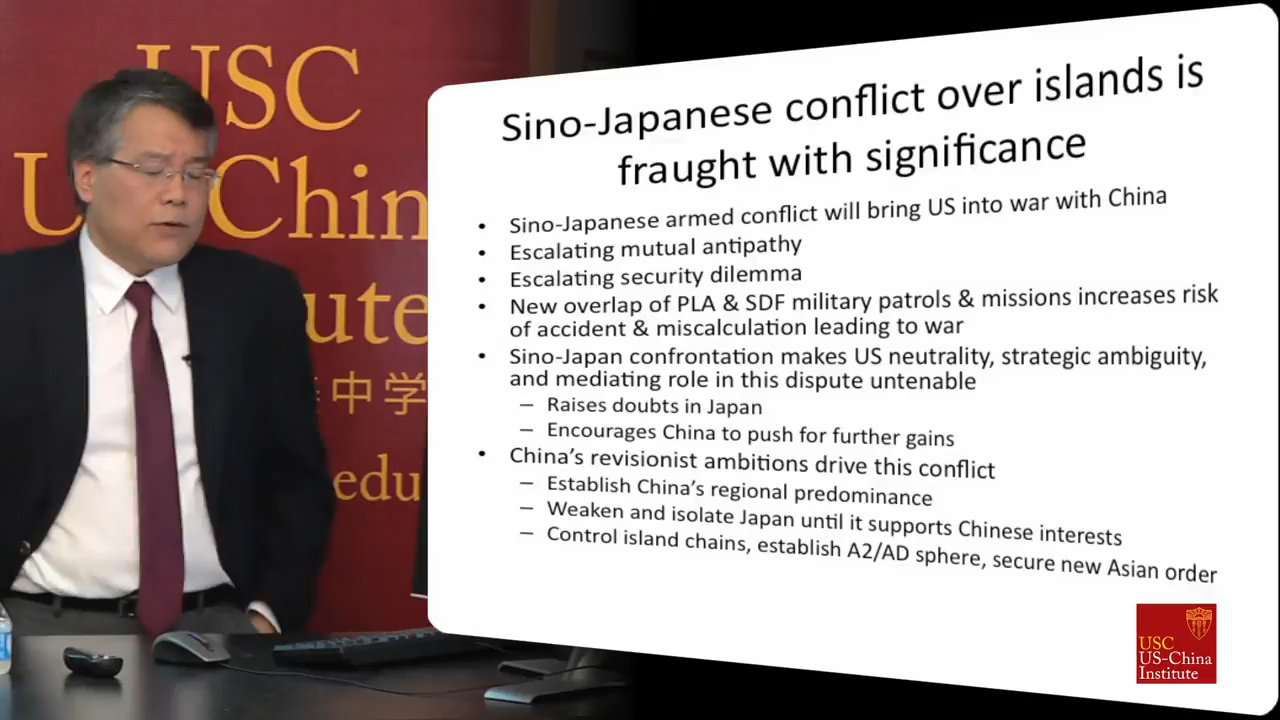 USC
U Chin
ute
中学
edu
Sino-Japanese conflict over islands is
fraught with significance
• Sino-Japanese armed conflict will bring US into war with China
• Escalating mutual antipathy
• Escalating security dilemma
• New overlap of PLA & SDF military patrols & missions increases risk
of accident & miscalculation leading to war
• Sino-Japan confrontation makes US neutrality, strategic ambiguity,
and mediating role in this dispute untenable
– Raises doubts in Japan
– Encourages China to push for further gains
• China's revisionist ambitions drive this conflict
– Establish China's regional predominance
– Weaken and isolate Japan until it supports Chinese interests
– Control island chains, establish A2/AD sphere, secure new Asian order
USC
US-China
Institute